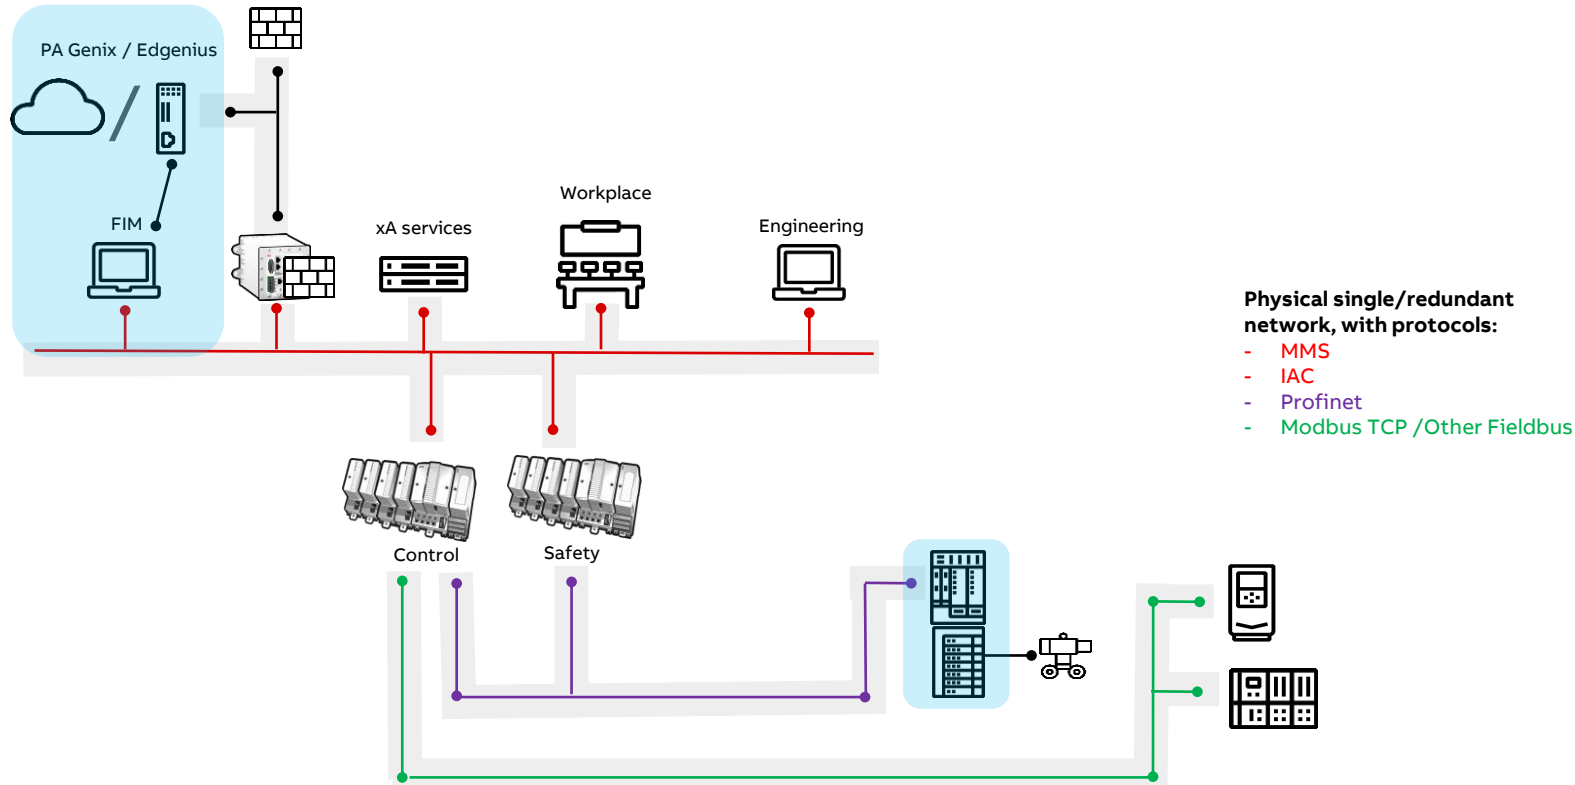 PA Genix / Edgenius
FIM
xA services
Workplace
Engineering
Physical single/redundant
network, with protocols:
- MMS
- IAC
- Profinet
- Modbus TCP /Other Fieldbus
Control
Safety